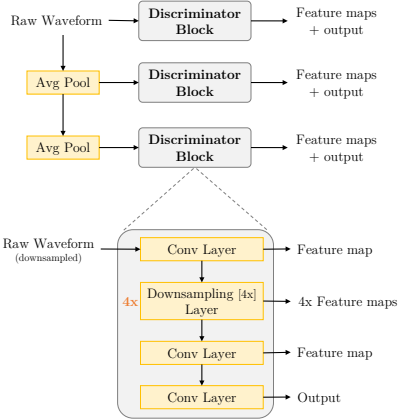 Raw Waveform
Discriminator
Block
Feature maps
+ output
Avg Pool
Discriminator
Block
Feature maps
+ output
Avg Pool
Discriminator
Block
Feature maps
+ output
Raw Waveform
(downsampled)
Conv Layer
Feature map
4x
Downsampling [4x]
Layer
4x Feature maps
Conv Layer
Feature map
Conv Layer
Output